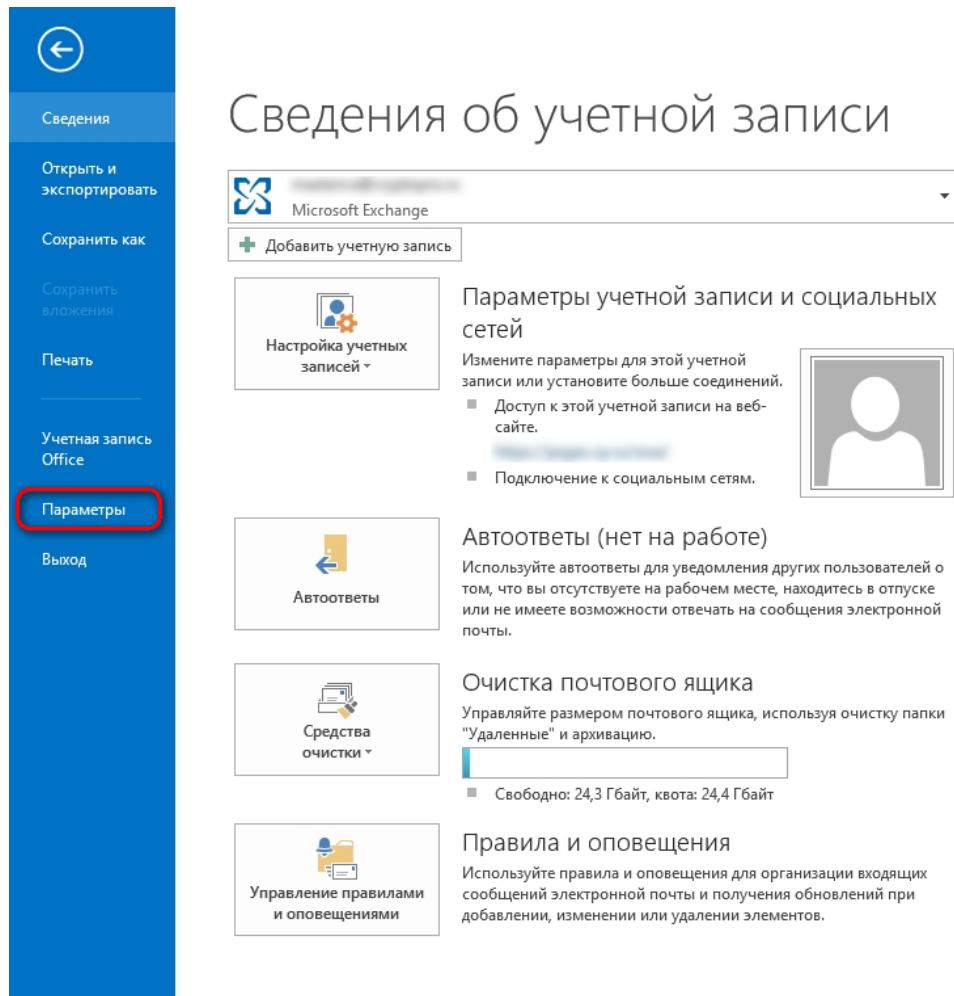 Сведения
Открыть и
экспортировать
Сохранить как
Сохранить
вложения
Печать
Учетная запись
Office
Параметры
Выход
Сведения об учетной записи
Microsoft Exchange
Добавить учетную запись
Настройка учетных
записей
Параметры учетной записи и социальных
сетей
Измените параметры для этой учетной
записи или установите больше соединений.
Доступ к этой учетной записи на веб-
сайте.
Подключение к социальным сетям.
Автоответы
Автоответы (нет на работе)
Используйте автоответы для уведомления других пользователей о
том, что вы отсутствуете на рабочем месте, находитесь в отпуске
или не имеете возможности отвечать на сообщения электронной
почты.
Средства
очистки
Очистка почтового ящика
Управляйте размером почтового ящика, используя очистку папки
"Удаленные" и архивацию.
Свободно: 24,3 Гбайт, квота: 24,4 Гбайт
Управление правилами
и оповещениями
Правила и оповещения
Используйте правила и оповещения для организации входящих
сообщений электронной почты и получения обновлений при
добавлении, изменении или удалении элементов.